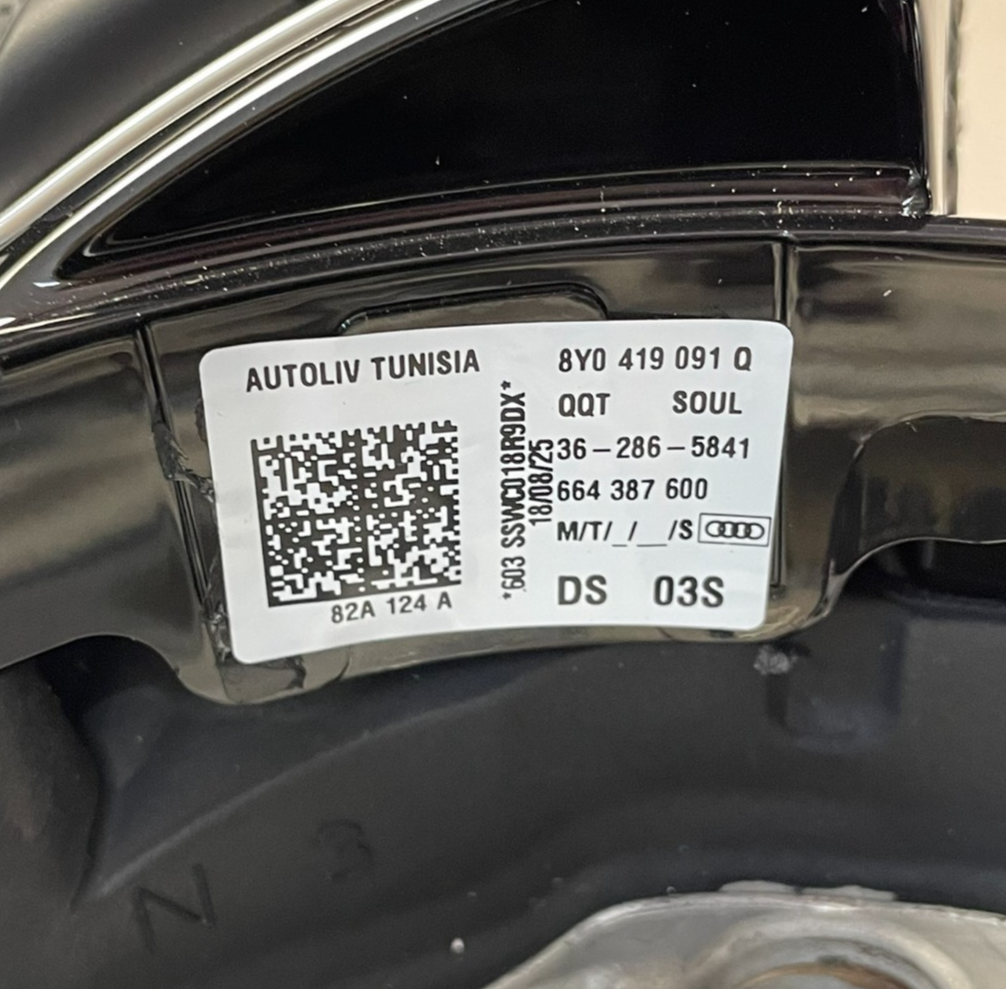 AUTOLIV TUNISIA
82A 124 A
*603 SSWC018R9DX*
18/08/25
8Y0 419 091 Q
QQT SOUL
36-286-5841
664 387 600
M/T/_/__/S
DS 03S
N 3